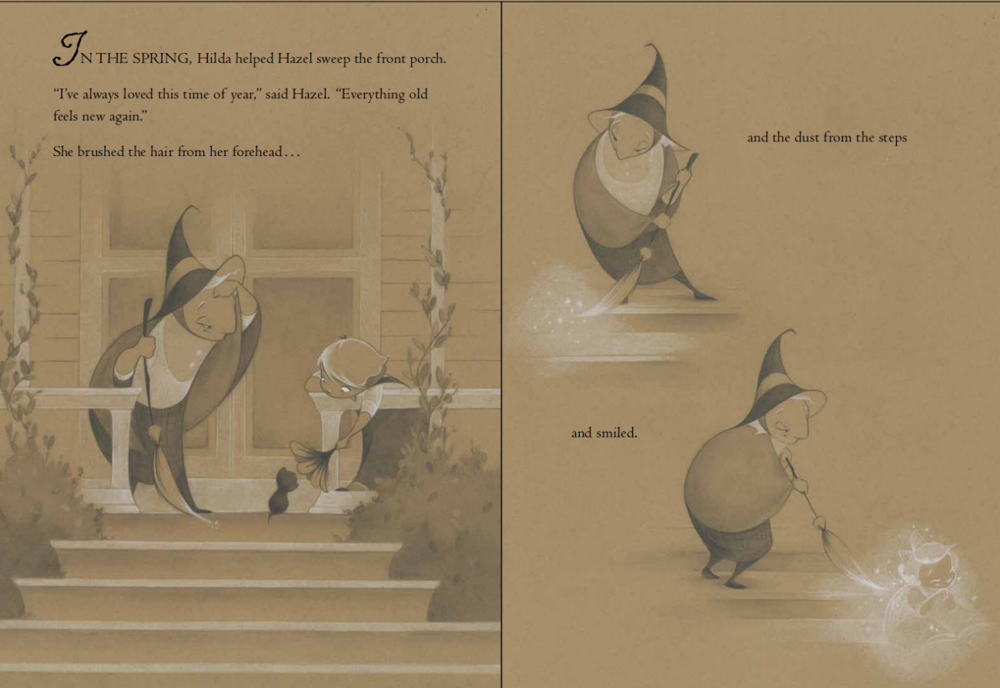 IN THE SPRING, Hilda helped Hazel sweep the front porch.
“I’ve always loved this time of year,” said Hazel. “Everything old
feels new again.”
She brushed the hair from her forehead . . .
and the dust from the steps
and smiled.